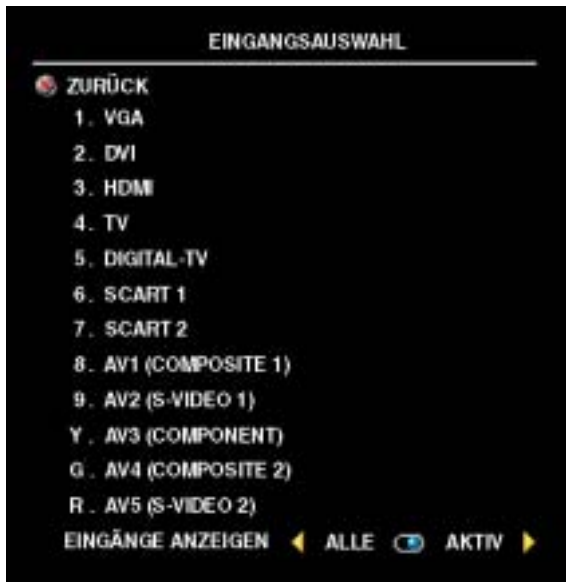 EINGANGSAUSWAHL
ZURÜCK
1. VGA
2. DVI
3. HDMI
4. TV
5. DIGITAL-TV
6. SCART 1
7. SCART 2
8. AV1 (COMPOSITE 1)
9. AV2 (S-VIDEO 1)
Y. AV3 (COMPONENT)
G. AV4 (COMPOSITE 2)
R. AV5 (S-VIDEO 2)
EINGÄNGE ANZEIGEN ALLE AKTIV